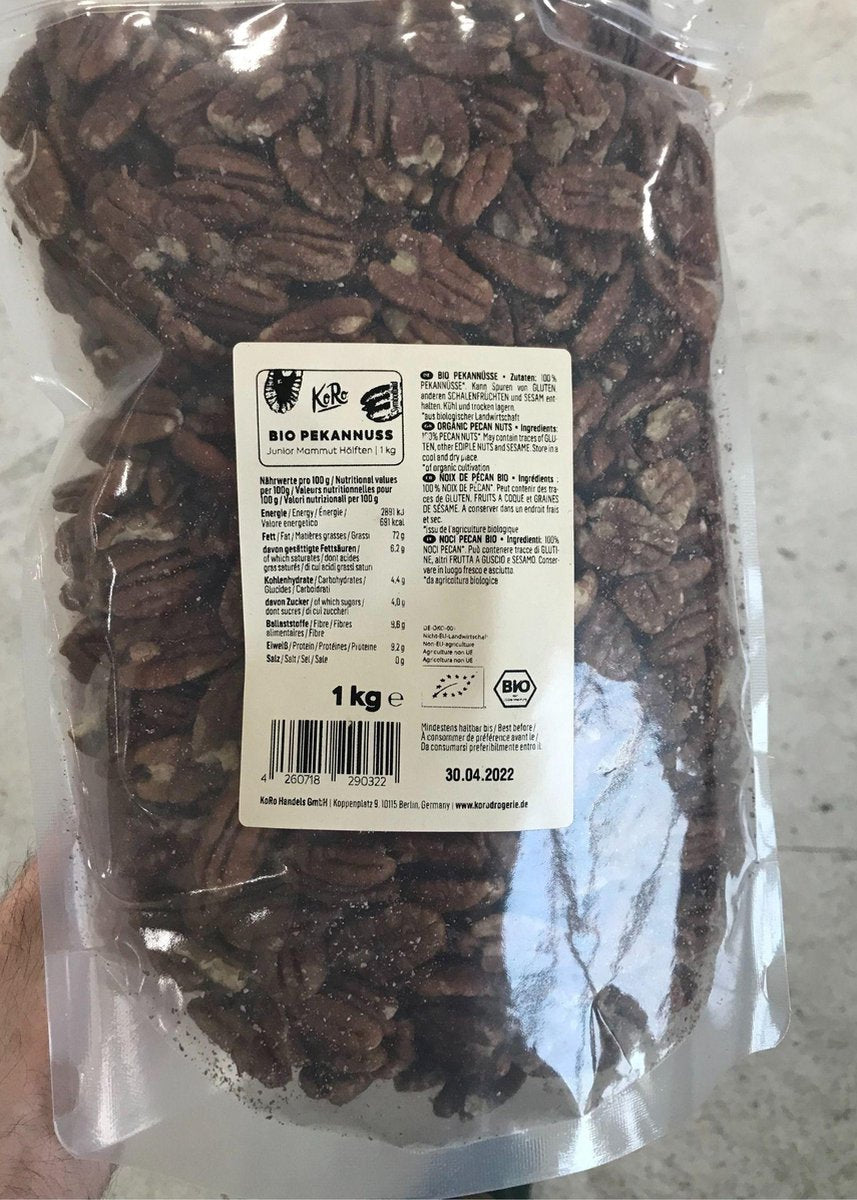 KoRo
BIO PEKANNUSS
Junior Mammut Hälften | 1 kg
Nährwerte pro 100 g / Nutritional values
per 100g / Valeurs nutritionnelles pour
100 g / Valori nutrizionali per 100 g
Energie / Energy / Énergie / 2891 kJ
Valore energetico 691 kcal
Fett / Fat / Matières grasses / Grassi 72 g
davon gesättigte Fettsäuren / 6,2 g
of which saturates / dont acides
gras saturés / di cui acidi grassi saturi
Kohlenhydrate / Carbohydrates / 4,4 g
Glucides / Carboidrati
davon Zucker / of which sugars / 4,0 g
dont sucres / di cui zuccheri
Ballaststoffe / Fibre / Fibres 9,6 g
alimentaires / Fibre
Eiweiß / Protein / Protéines / Proteine 9,2 g
Salz / Salt / Sel / Sale 0 g
1 kg e
4 260718 290322
BIO PEKANNÜSSE • Zutaten: 100 %
PEKANNÜSSE*. Kann Spuren von GLUTEN
anderen SCHALENFRÜCHTEN und SESAM ent-
halten. Kühl und trocken lagern.
*aus biologischer Landwirtschaft
ORGANIC PECAN NUTS • Ingredients:
100% PECAN NUTS*. May contain traces of GLU-
TEN, other EDIPLE NUTS and SESAME. Store in a
cool and dry place.
*of organic cultivation
NOIX DE PÉCAN BIO • Ingrédients :
100 % NOIX DE PÉCAN*. Peut contenir des tra-
ces de GLUTEN, FRUITS A COQUE et GRAINES
DE SÉSAME. A conserver dans un endroit frais
et sec.
*issu de l'agriculture biologique
NOCI PECAN BIO • Ingredienti: 100%
NOCI PECAN*. Può contenere tracce di GLUTI-
NE, altri FRUTTA A GUSCIO e SESAMO. Conser-
vare in luogo fresco e asciutto.
*da agricoltura biologica
Nicht-EU-Landwirtschaft
Non-EU-agriculture
Agriculture non UE
Agricoltura non UE
BIO
Mindestens haltbar bis / Best before /
À consommer de préférence avant le /
Da consumarsi preferibilmente entro il:
30.04.2022
KoRo Handels GmbH | Koppenplatz 9, 10115 Berlin, Germany | www.korodrogerie.de